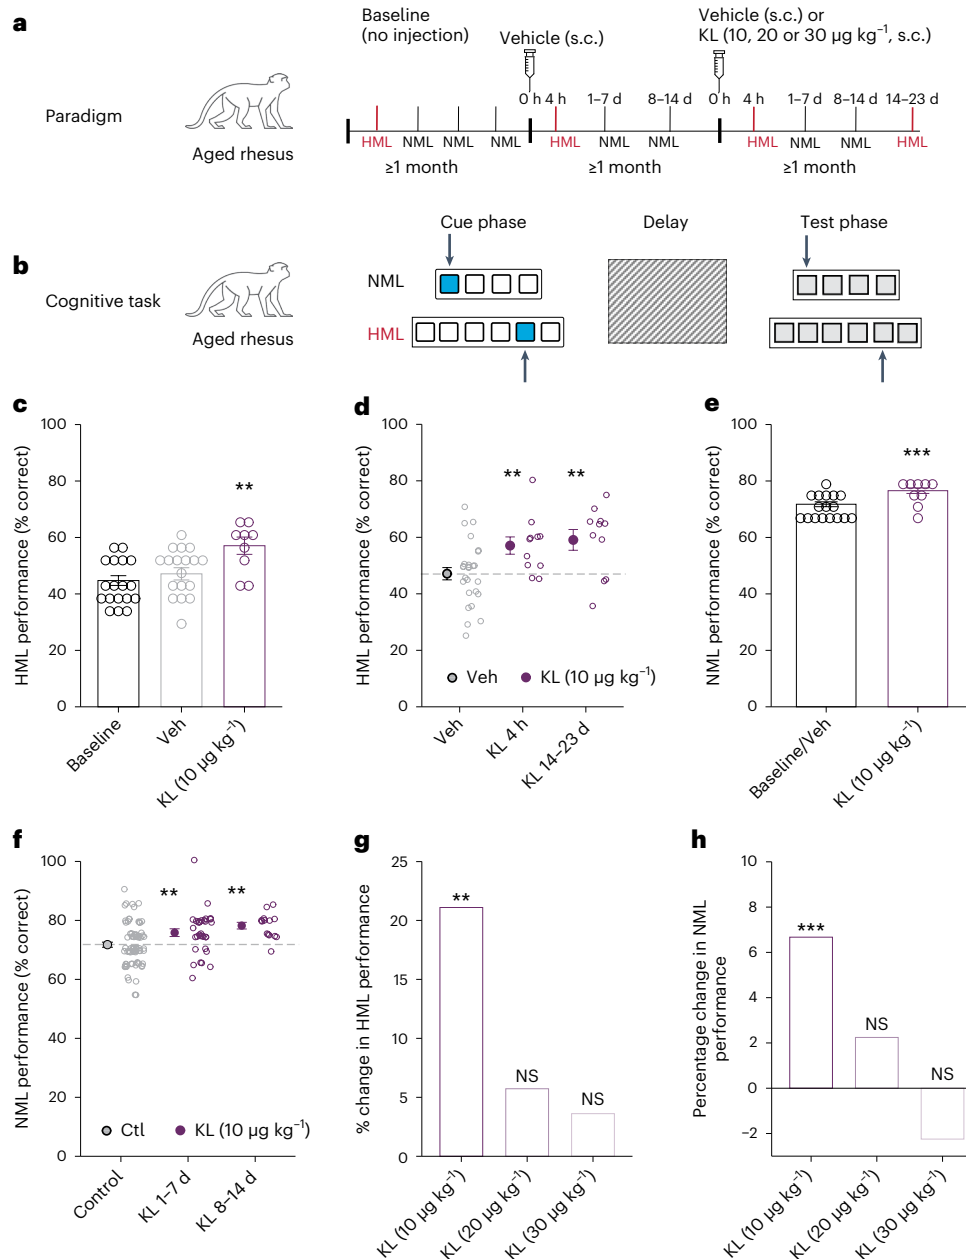 a
Paradigm
Aged rhesus
Baseline
(no injection)
Vehicle (s.c.)
Vehicle (s.c.) or
KL (10, 20 or 30 µg kg⁻¹, s.c.)
0 h 4 h 1–7 d 8–14 d 0 h 4 h 1–7 d 8–14 d 14–23 d
HML NML NML NML HML NML NML HML NML NML HML
≥1 month ≥1 month ≥1 month
b
Cognitive task
Aged rhesus
Cue phase Delay Test phase
NML
HML
c
HML performance (% correct)
100
80
60
40
20
0
**
Baseline
Veh
KL (10 µg kg⁻¹)
d
HML performance (% correct)
100
80
60
40
20
0
** **
Veh KL (10 µg kg⁻¹)
Veh
KL 4 h
KL 14–23 d
e
NML performance (% correct)
100
80
60
40
20
0
***
Baseline/Veh
KL (10 µg kg⁻¹)
f
NML performance (% correct)
100
80
60
40
20
0
** **
Ctl KL (10 µg kg⁻¹)
Control
KL 1–7 d
KL 8–14 d
g
% change in HML performance
25
20
15
10
5
0
**
NS
NS
KL (10 µg kg⁻¹)
KL (20 µg kg⁻¹)
KL (30 µg kg⁻¹)
h
Percentage change in NML
performance
10
8
6
4
2
0
−2
***
NS
NS
KL (10 µg kg⁻¹)
KL (20 µg kg⁻¹)
KL (30 µg kg⁻¹)